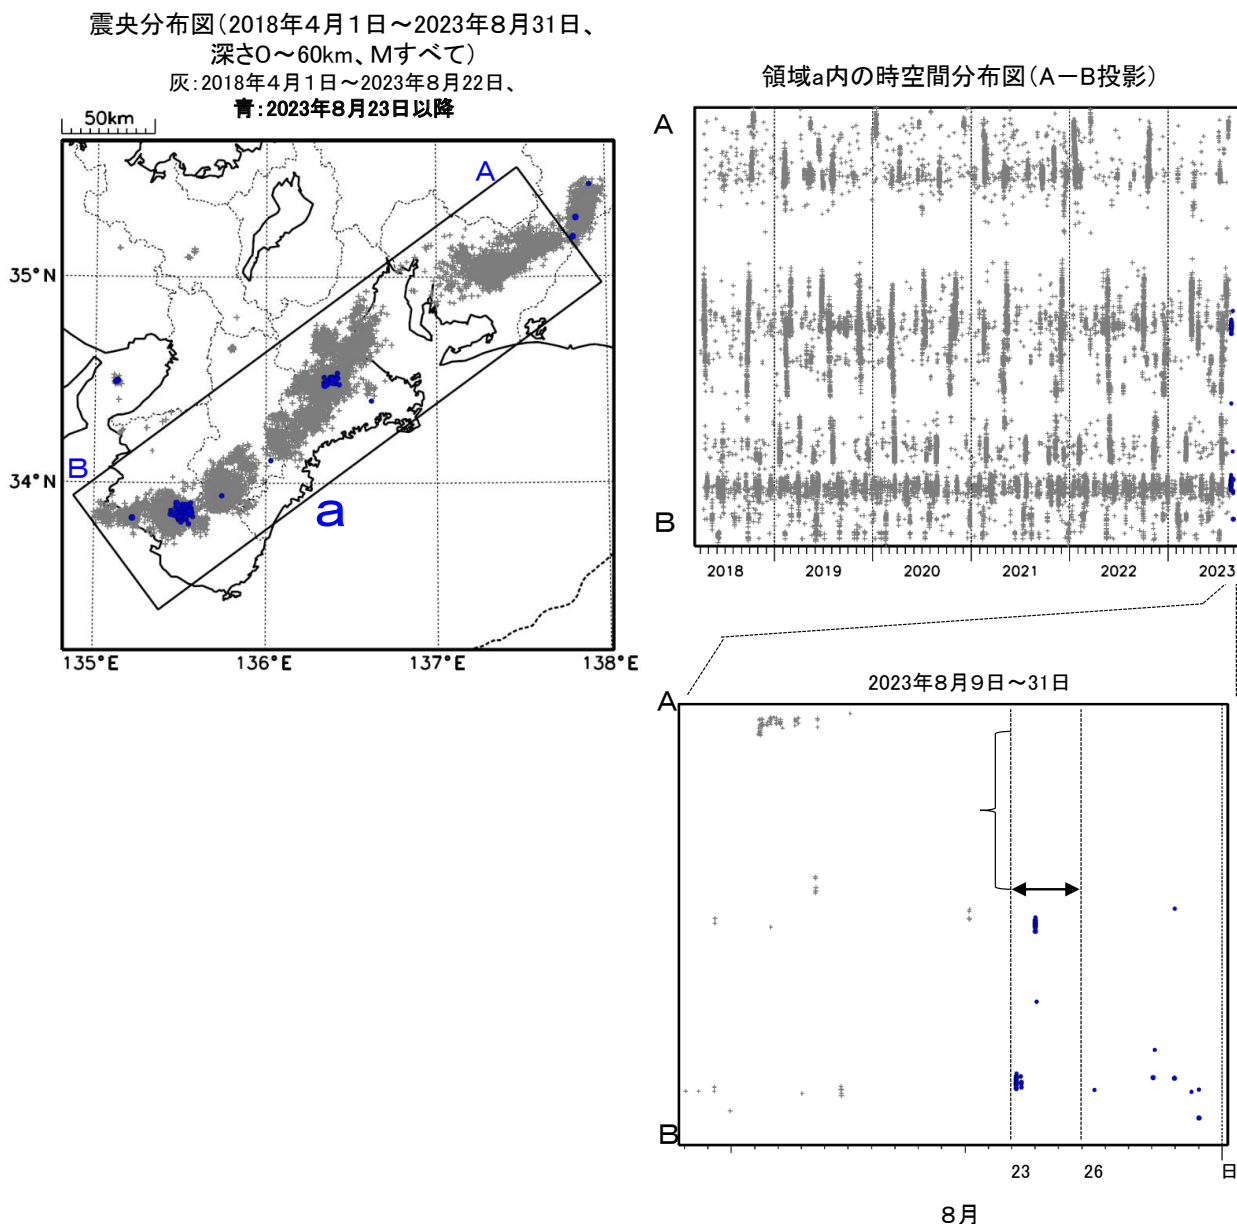 震央分布図(2018年4月1日～2023年8月31日、
深さ0～60km、Mすべて)
灰:2018年4月1日～2023年8月22日、
青:2023年8月23日以降
50km
A
B
a
35°N
34°N
135°E
136°E
137°E
138°E
領域a内の時空間分布図(A－B投影)
A
B
2018
2019
2020
2021
2022
2023
2023年8月9日～31日
A
B
23
26
日
8月